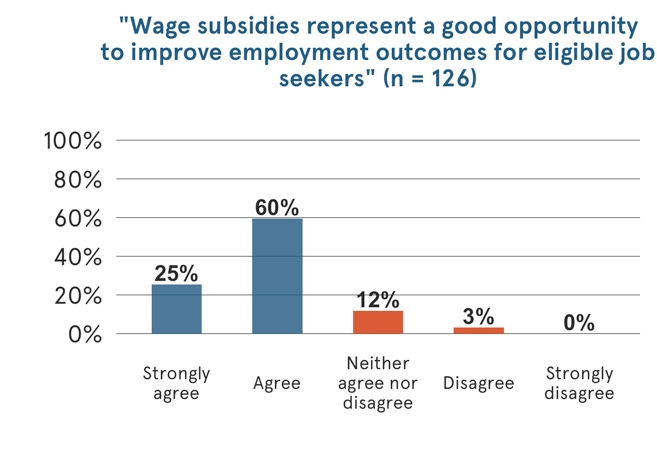 "Wage subsidies represent a good opportunity
to improve employment outcomes for eligible job
seekers" (n = 126)
100%
80%
60%
40%
20%
0%
25%
60%
12%
3%
0%
Strongly
agree
Agree
Neither
agree nor
disagree
Disagree
Strongly
disagree